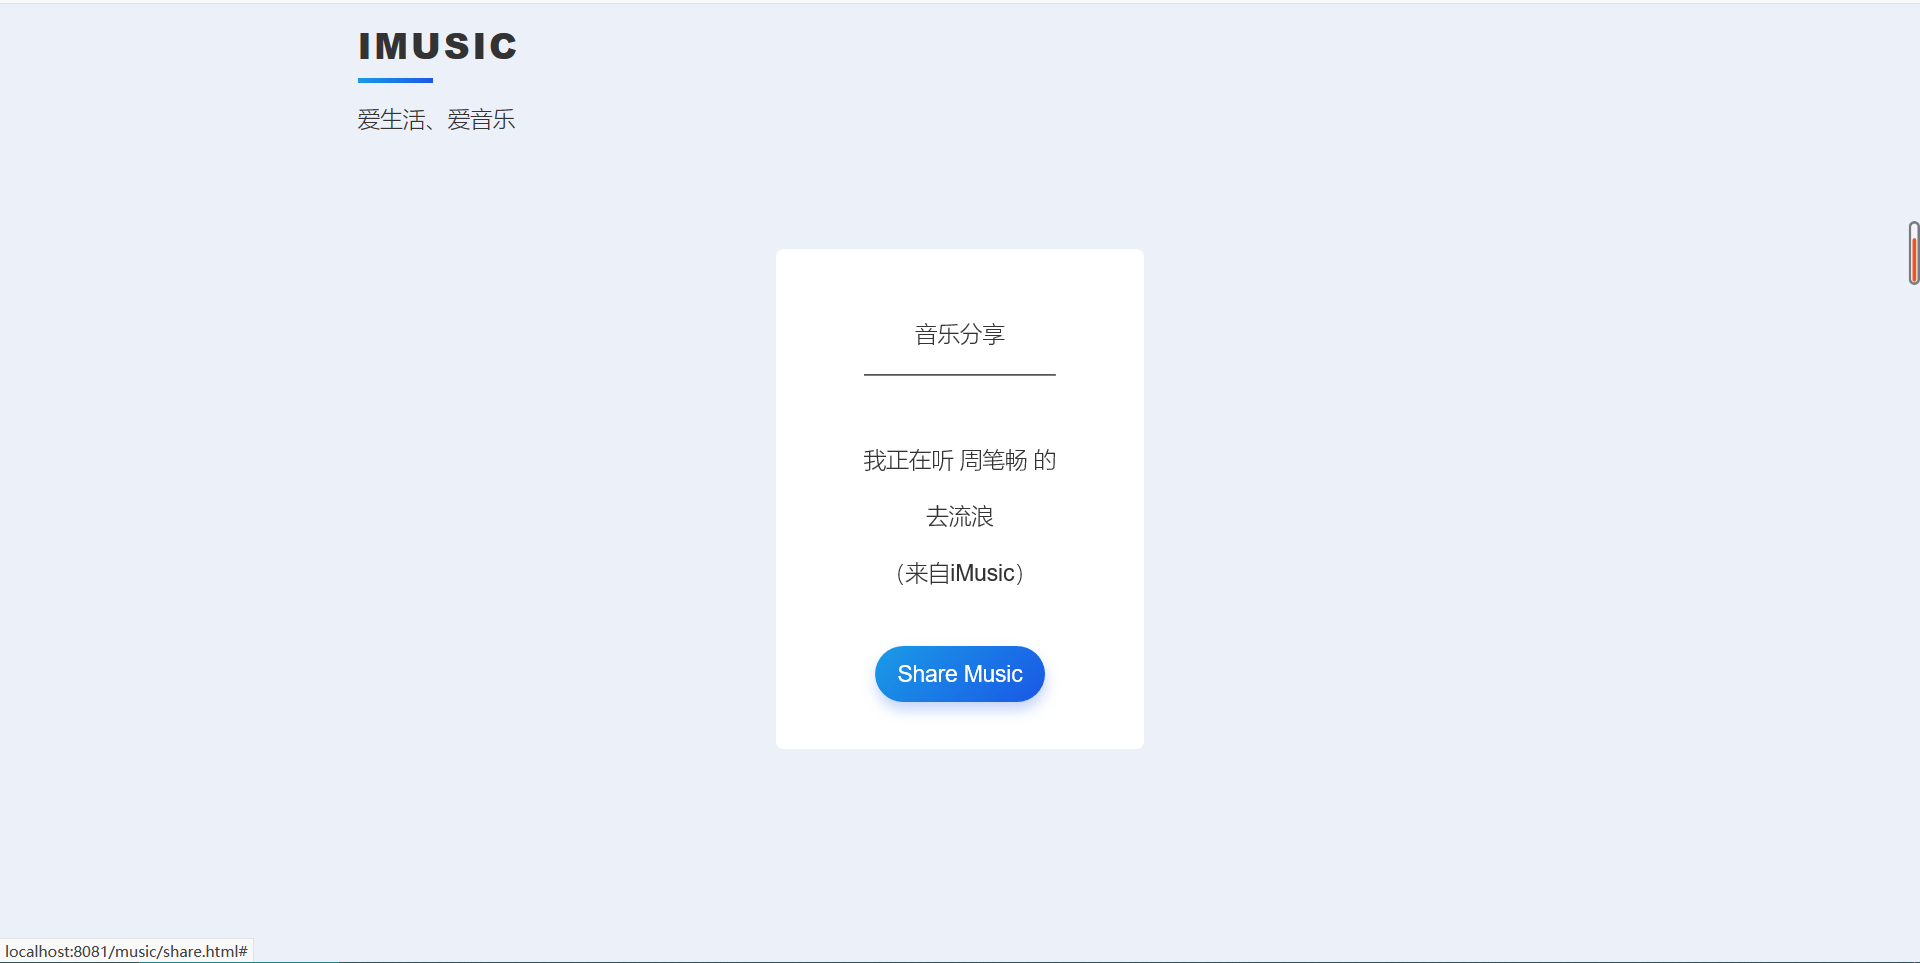 IMUSIC
爱生活、爱音乐
音乐分享
我正在听 周笔畅 的
去流浪
（来自iMusic）
Share Music
localhost:8081/music/share.html#